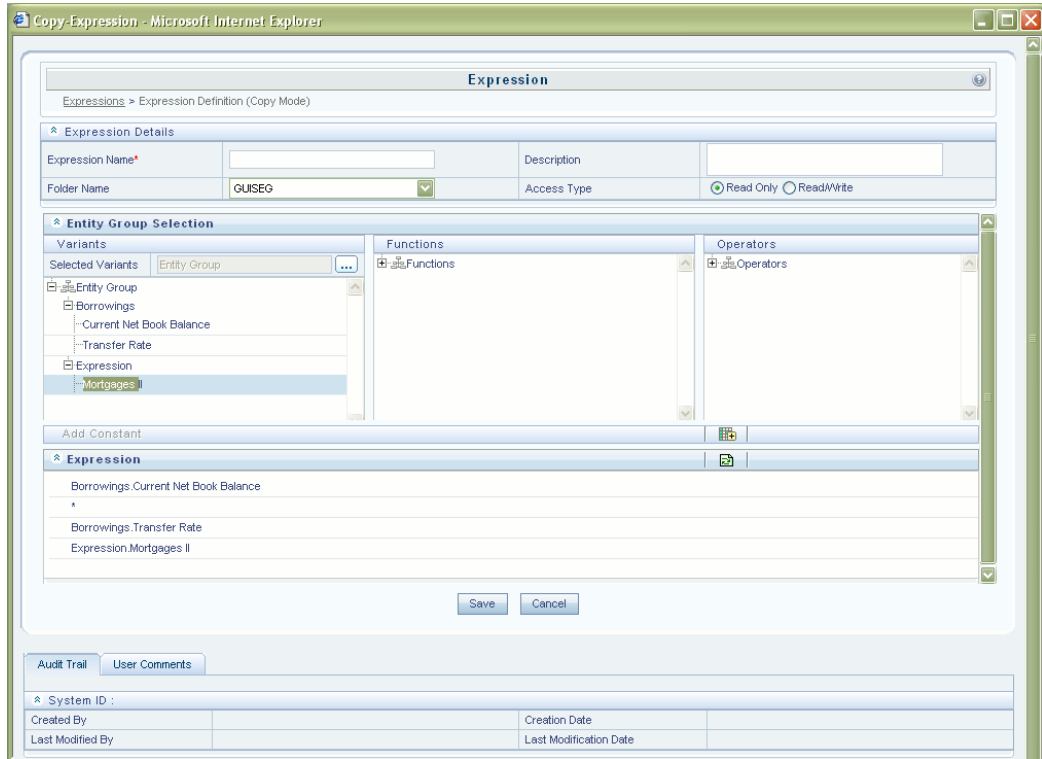 Copy-Expression - Microsoft Internet Explorer
Expression
Expressions > Expression Definition (Copy Mode)
Expression Details
Expression Name*
Description
Folder Name GUISEG
Access Type Read Only Read/Write
Entity Group Selection
Variants Functions Operators
Selected Variants Entity Group ... Functions Operators
Entity Group
Borrowings
Current Net Book Balance
Transfer Rate
Expression
Mortgages II
Add Constant
Expression
Borrowings.Current Net Book Balance
*
Borrowings.Transfer Rate
Expression.Mortgages II
Save Cancel
Audit Trail User Comments
System ID :
Created By Creation Date
Last Modified By Last Modification Date